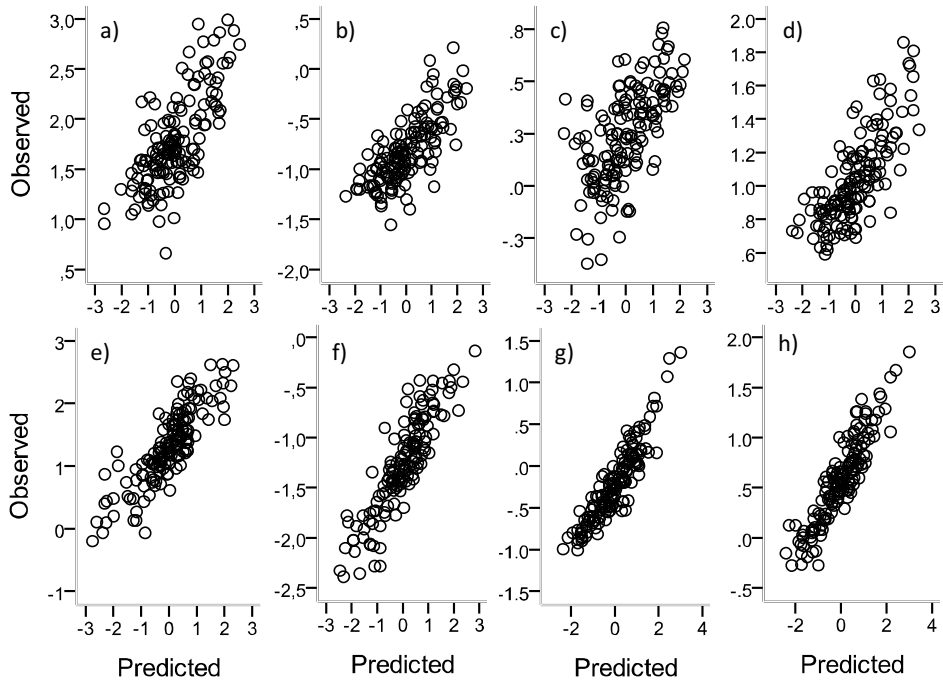 a) b) c) d)
3,0 ,0 .8 2.0
2,5 -,5 .5 1.8
2,0 -1,0 .3 1.6
1,5 -1,5 .0 1.4
1,0 -2,0 -.3 1.2
,5 1.0
.8
.6
Observed
-3 -2 -1 0 1 2 3 -3 -2 -1 0 1 2 3 -3 -2 -1 0 1 2 3 -3 -2 -1 0 1 2 3
e) f) g) h)
3 ,0 1.5 2.0
2 -,5 1.0 1.5
1 -1,0 .5 1.0
0 -1,5 .0 .5
-1 -2,0 -.5 .0
-2,5 -1.0 -.5
-1.5
Observed
-3 -2 -1 0 1 2 3 -3 -2 -1 0 1 2 3 -2 0 2 4 -2 0 2 4
Predicted Predicted Predicted Predicted